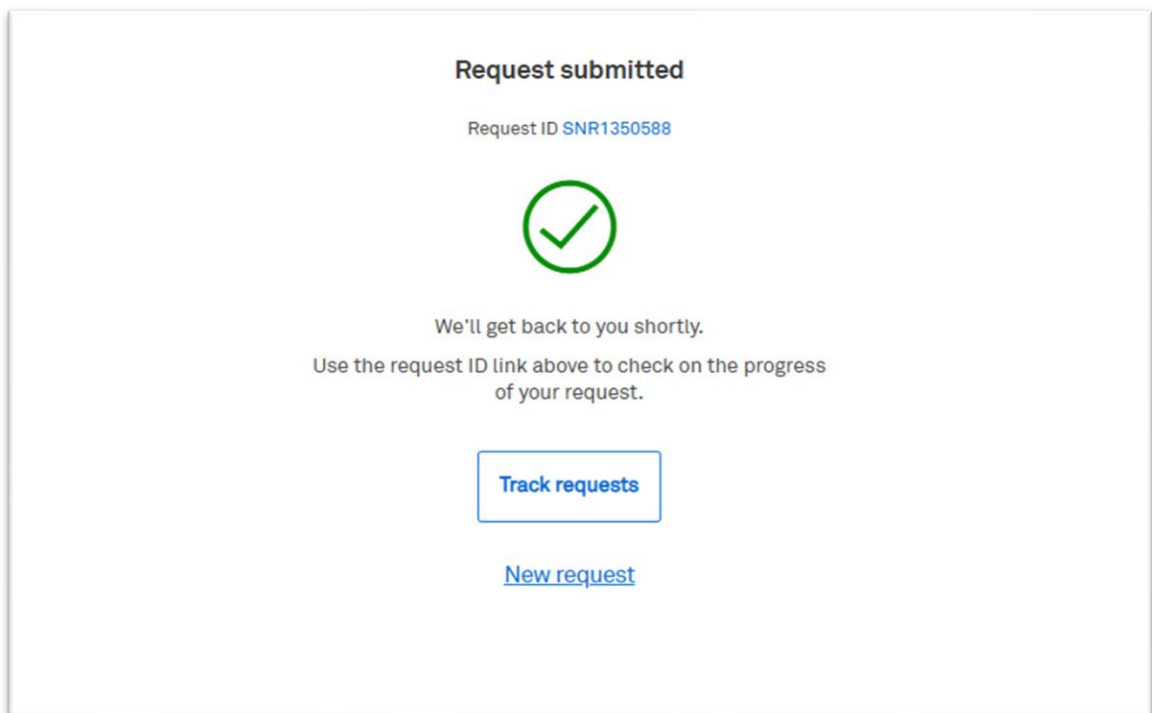 Request submitted
Request ID SNR1350588
We'll get back to you shortly.
Use the request ID link above to check on the progress
of your request.
Track requests
New request